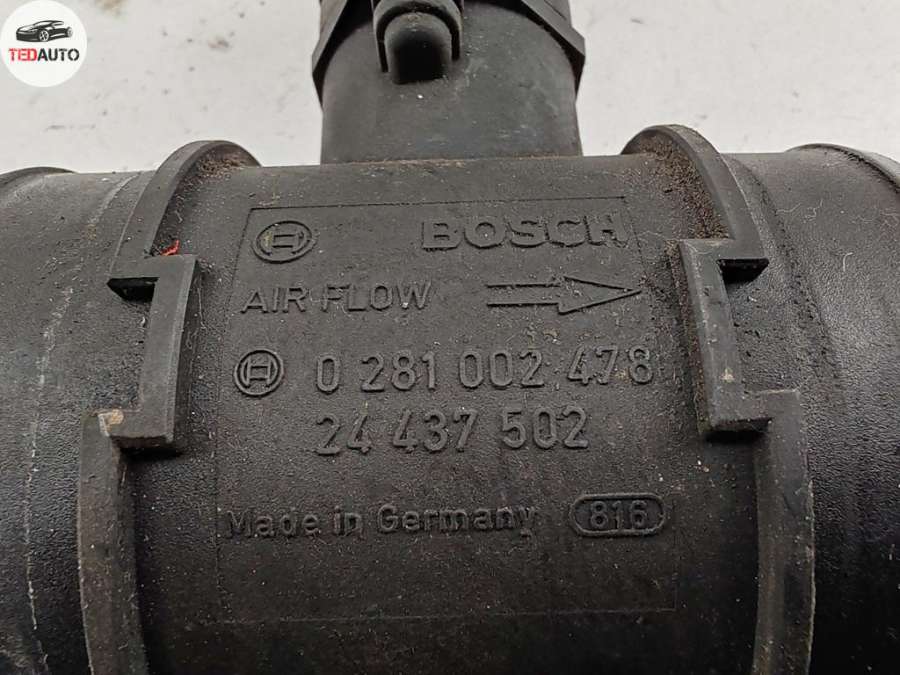 TEDAUTO
BOSCH
AIR FLOW
0 281 002 478
24 437 502
Made in Germany 816